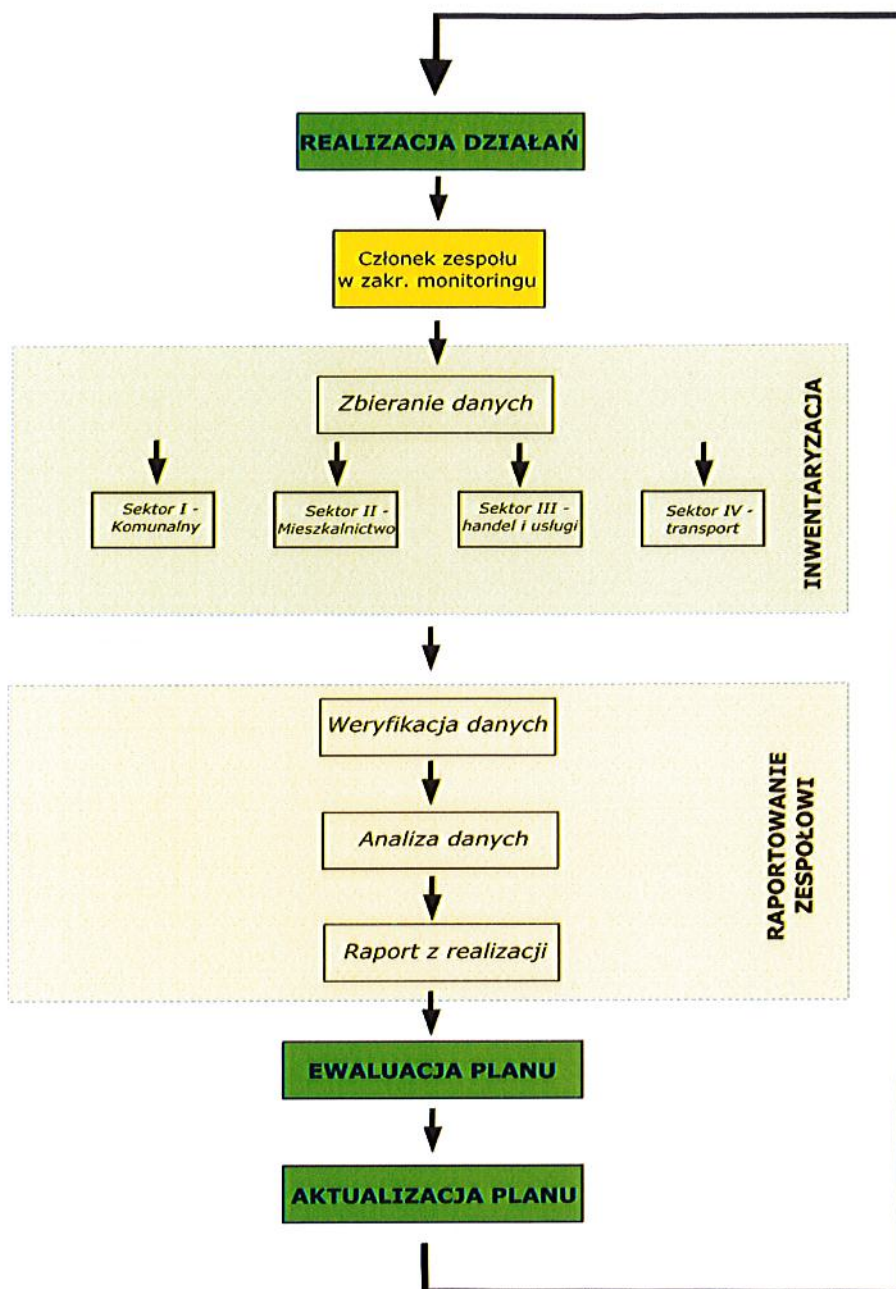 REALIZACJA DZIAŁAŃ
Członek zespołu
w zakr. monitoringu
Zbieranie danych
Sektor I -
Komunalny
Sektor II -
Mieszkalnictwo
Sektor III -
handel i usługi
Sektor IV -
transport
INWENTARYZACJA
Weryfikacja danych
Analiza danych
Raport z realizacji
RAPORTOWANIE
ZESPOŁOWI
EWALUACJA PLANU
AKTUALIZACJA PLANU